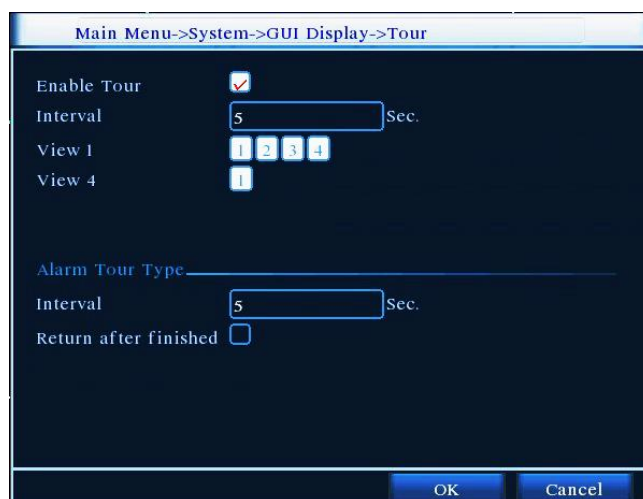 Main Menu->System->GUI Display->Tour
Enable Tour
Interval 5 Sec.
View 1 1 2 3 4
View 4 1
Alarm Tour Type
Interval 5 Sec.
Return after finished
OK Cancel